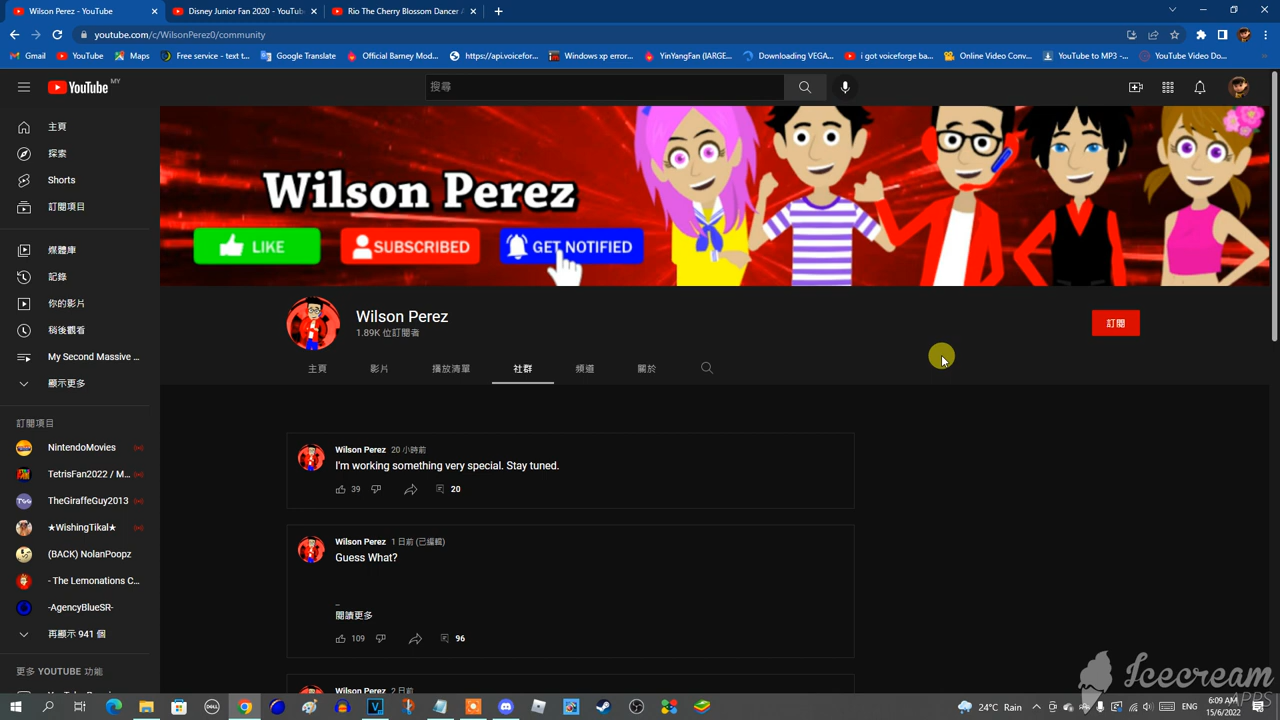 Wilson Perez - YouTube
Disney Junior Fan 2020 - YouTub
Rio The Cherry Blossom Dancer A
youtube.com/c/WilsonPerez0/community
Gmail
YouTube
Maps
Free service - text t...
Google Translate
Official Barney Mod...
https://api.voicefor...
Windows xp error...
YinYangFan (lARGE...
Downloading VEGA...
i got voiceforge ba...
Online Video Conv...
YouTube to MP3 -...
YouTube Video Do...
YouTube MY
搜尋
主頁
探索
Shorts
訂閱項目
媒體庫
記錄
你的影片
稍後觀看
My Second Massive ...
顯示更多
訂閱項目
NintendoMovies
TetrisFan2022 / M...
TheGiraffeGuy2013
★WishingTikal★
(BACK) NolanPoopz
- The Lemonations C...
-AgencyBlueSR-
再顯示 941 個
更多 YOUTUBE 功能
Wilson Perez
LIKE
SUBSCRIBED
GET NOTIFIED
Wilson Perez
1.89K 位訂閱者
訂閱
主頁
影片
播放清單
社群
頻道
關於
Wilson Perez 20 小時前
I'm working something very special. Stay tuned.
39
20
Wilson Perez 1 日前 (已編輯)
Guess What?
_
閱讀更多
109
96
Wilson Perez 2 日前
Icecream
APPS
DELL
24°C Rain
ENG
6:09 AM
15/6/2022